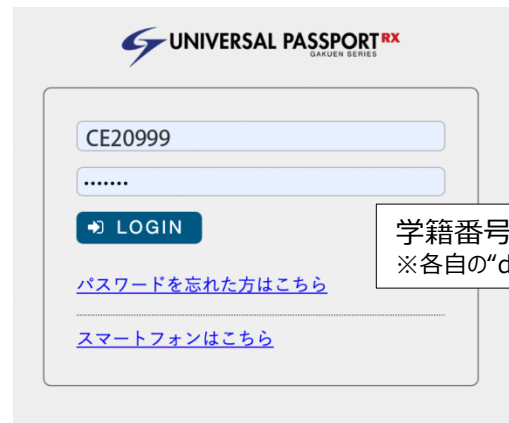 UNIVERSAL PASSPORT RX
GAKUEN SERIES
CE20999
•••••••
LOGIN
学籍番号
※各自の“d
パスワードを忘れた方はこちら
スマートフォンはこちら